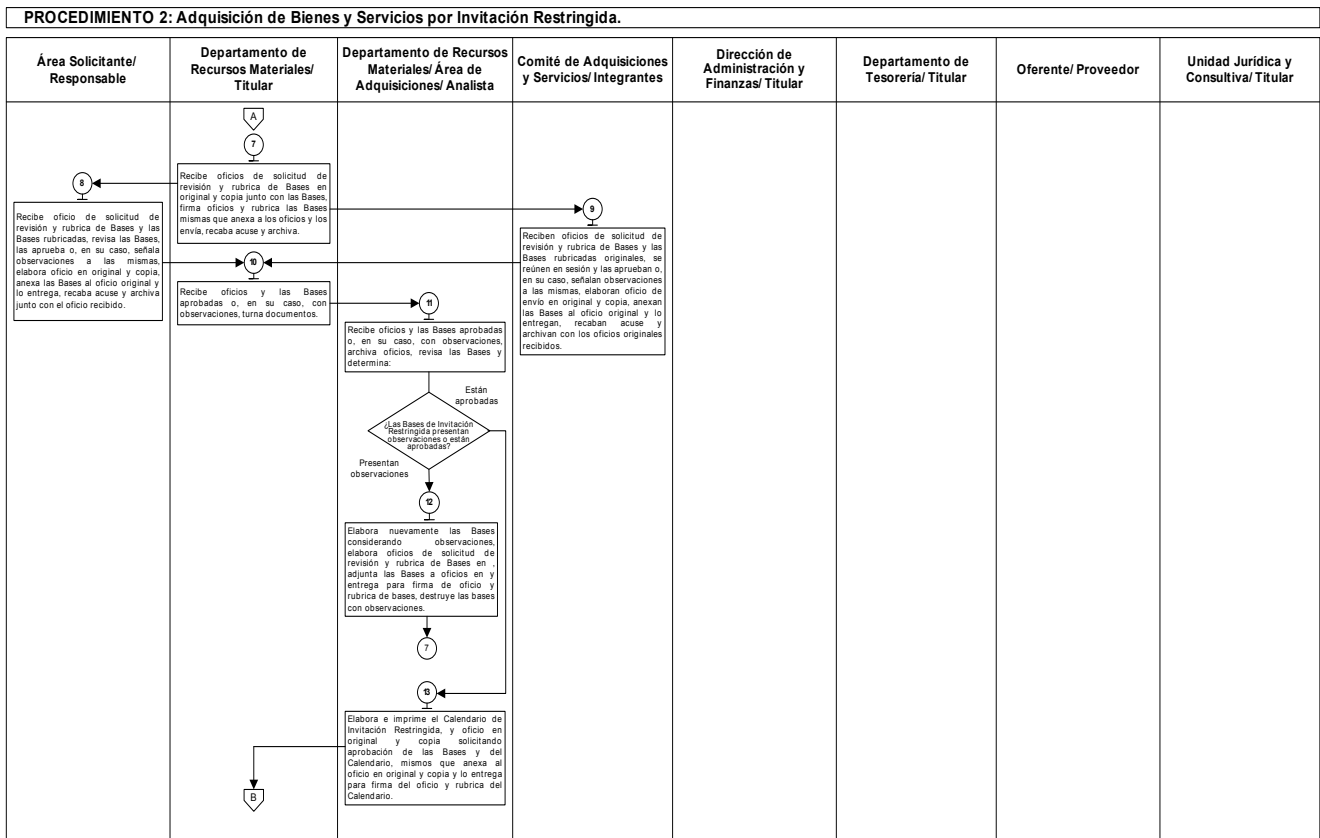 PROCEDIMIENTO 2: Adquisición de Bienes y Servicios por Invitación Restringida.
Área Solicitante/
Responsable
Departamento de
Recursos Materiales/
Titular
Departamento de Recursos
Materiales/ Área de
Adquisiciones/ Analista
Comité de Adquisiciones
y Servicios/ Integrantes
Dirección de
Administración y
Finanzas/ Titular
Departamento de
Tesorería/ Titular
Oferente/ Proveedor
Unidad Jurídica y
Consultiva/ Titular
A
7
Recibe oficios de solicitud de
revisión y rubrica de Bases en
original y copia junto con las Bases,
firma oficios y rubrica las Bases
mismas que anexa a los oficios y los
envía, recaba acuse y archiva.
8
Recibe oficio de solicitud de
revisión y rubrica de Bases y las
Bases rubricadas, revisa las Bases,
las aprueba o, en su caso, señala
observaciones a las mismas,
elabora oficio en original y copia,
anexa las Bases al oficio original y
lo entrega, recaba acuse y archiva
junto con el oficio recibido.
9
Reciben oficios de solicitud de
revisión y rubrica de Bases y las
Bases rubricadas originales, se
reúnen en sesión y las aprueban o,
en su caso, señalan observaciones
a las mismas, elaboran oficio de
envío en original y copia, anexan
las Bases al oficio original y lo
entregan, recaban acuse y
archivan con los oficios originales
recibidos.
10
Recibe oficios y las Bases
aprobadas o, en su caso, con
observaciones, turna documentos.
11
Recibe oficios y las Bases aprobadas
o, en su caso, con observaciones,
archiva oficios, revisa las Bases y
determina:
Están
aprobadas
¿Las Bases de Invitación
Restringida presentan
observaciones o están
aprobadas?
Presentan
observaciones
12
Elabora nuevamente las Bases
considerando observaciones,
elabora oficios de solicitud de
revisión y rubrica de Bases en ,
adjunta las Bases a oficios en y
entrega para firma de oficio y
rubrica de bases, destruye las bases
con observaciones.
7
13
Elabora e imprime el Calendario de
Invitación Restringida, y oficio en
original y copia solicitando
aprobación de las Bases y del
Calendario, mismos que anexa al
oficio en original y copia y lo entrega
para firma del oficio y rubrica del
Calendario.
B